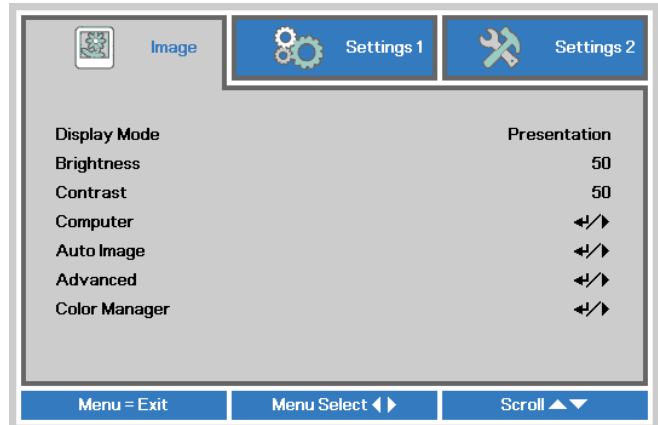 Image Settings 1 Settings 2
Display Mode Presentation
Brightness 50
Contrast 50
Computer
Auto Image
Advanced
Color Manager
Menu = Exit Menu Select Scroll